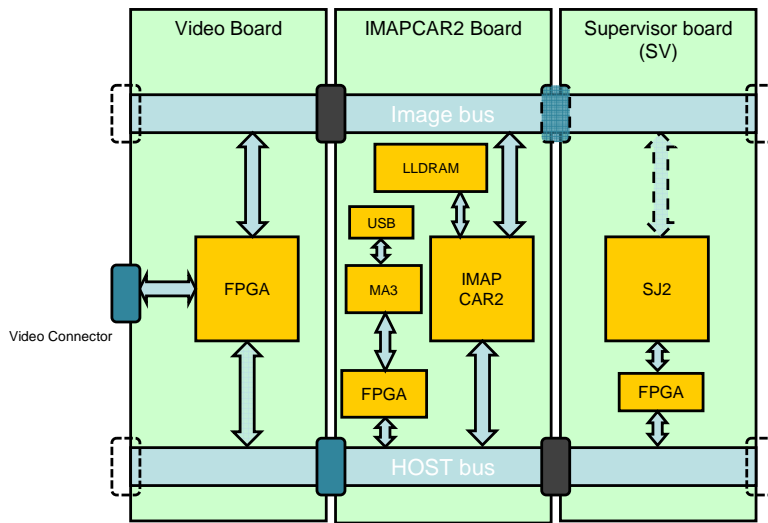 Video Board
IMAPCAR2 Board
Supervisor board
(SV)
Image bus
LLDRAM
USB
FPGA
MA3
IMAP
CAR2
SJ2
Video Connector
FPGA
FPGA
HOST bus